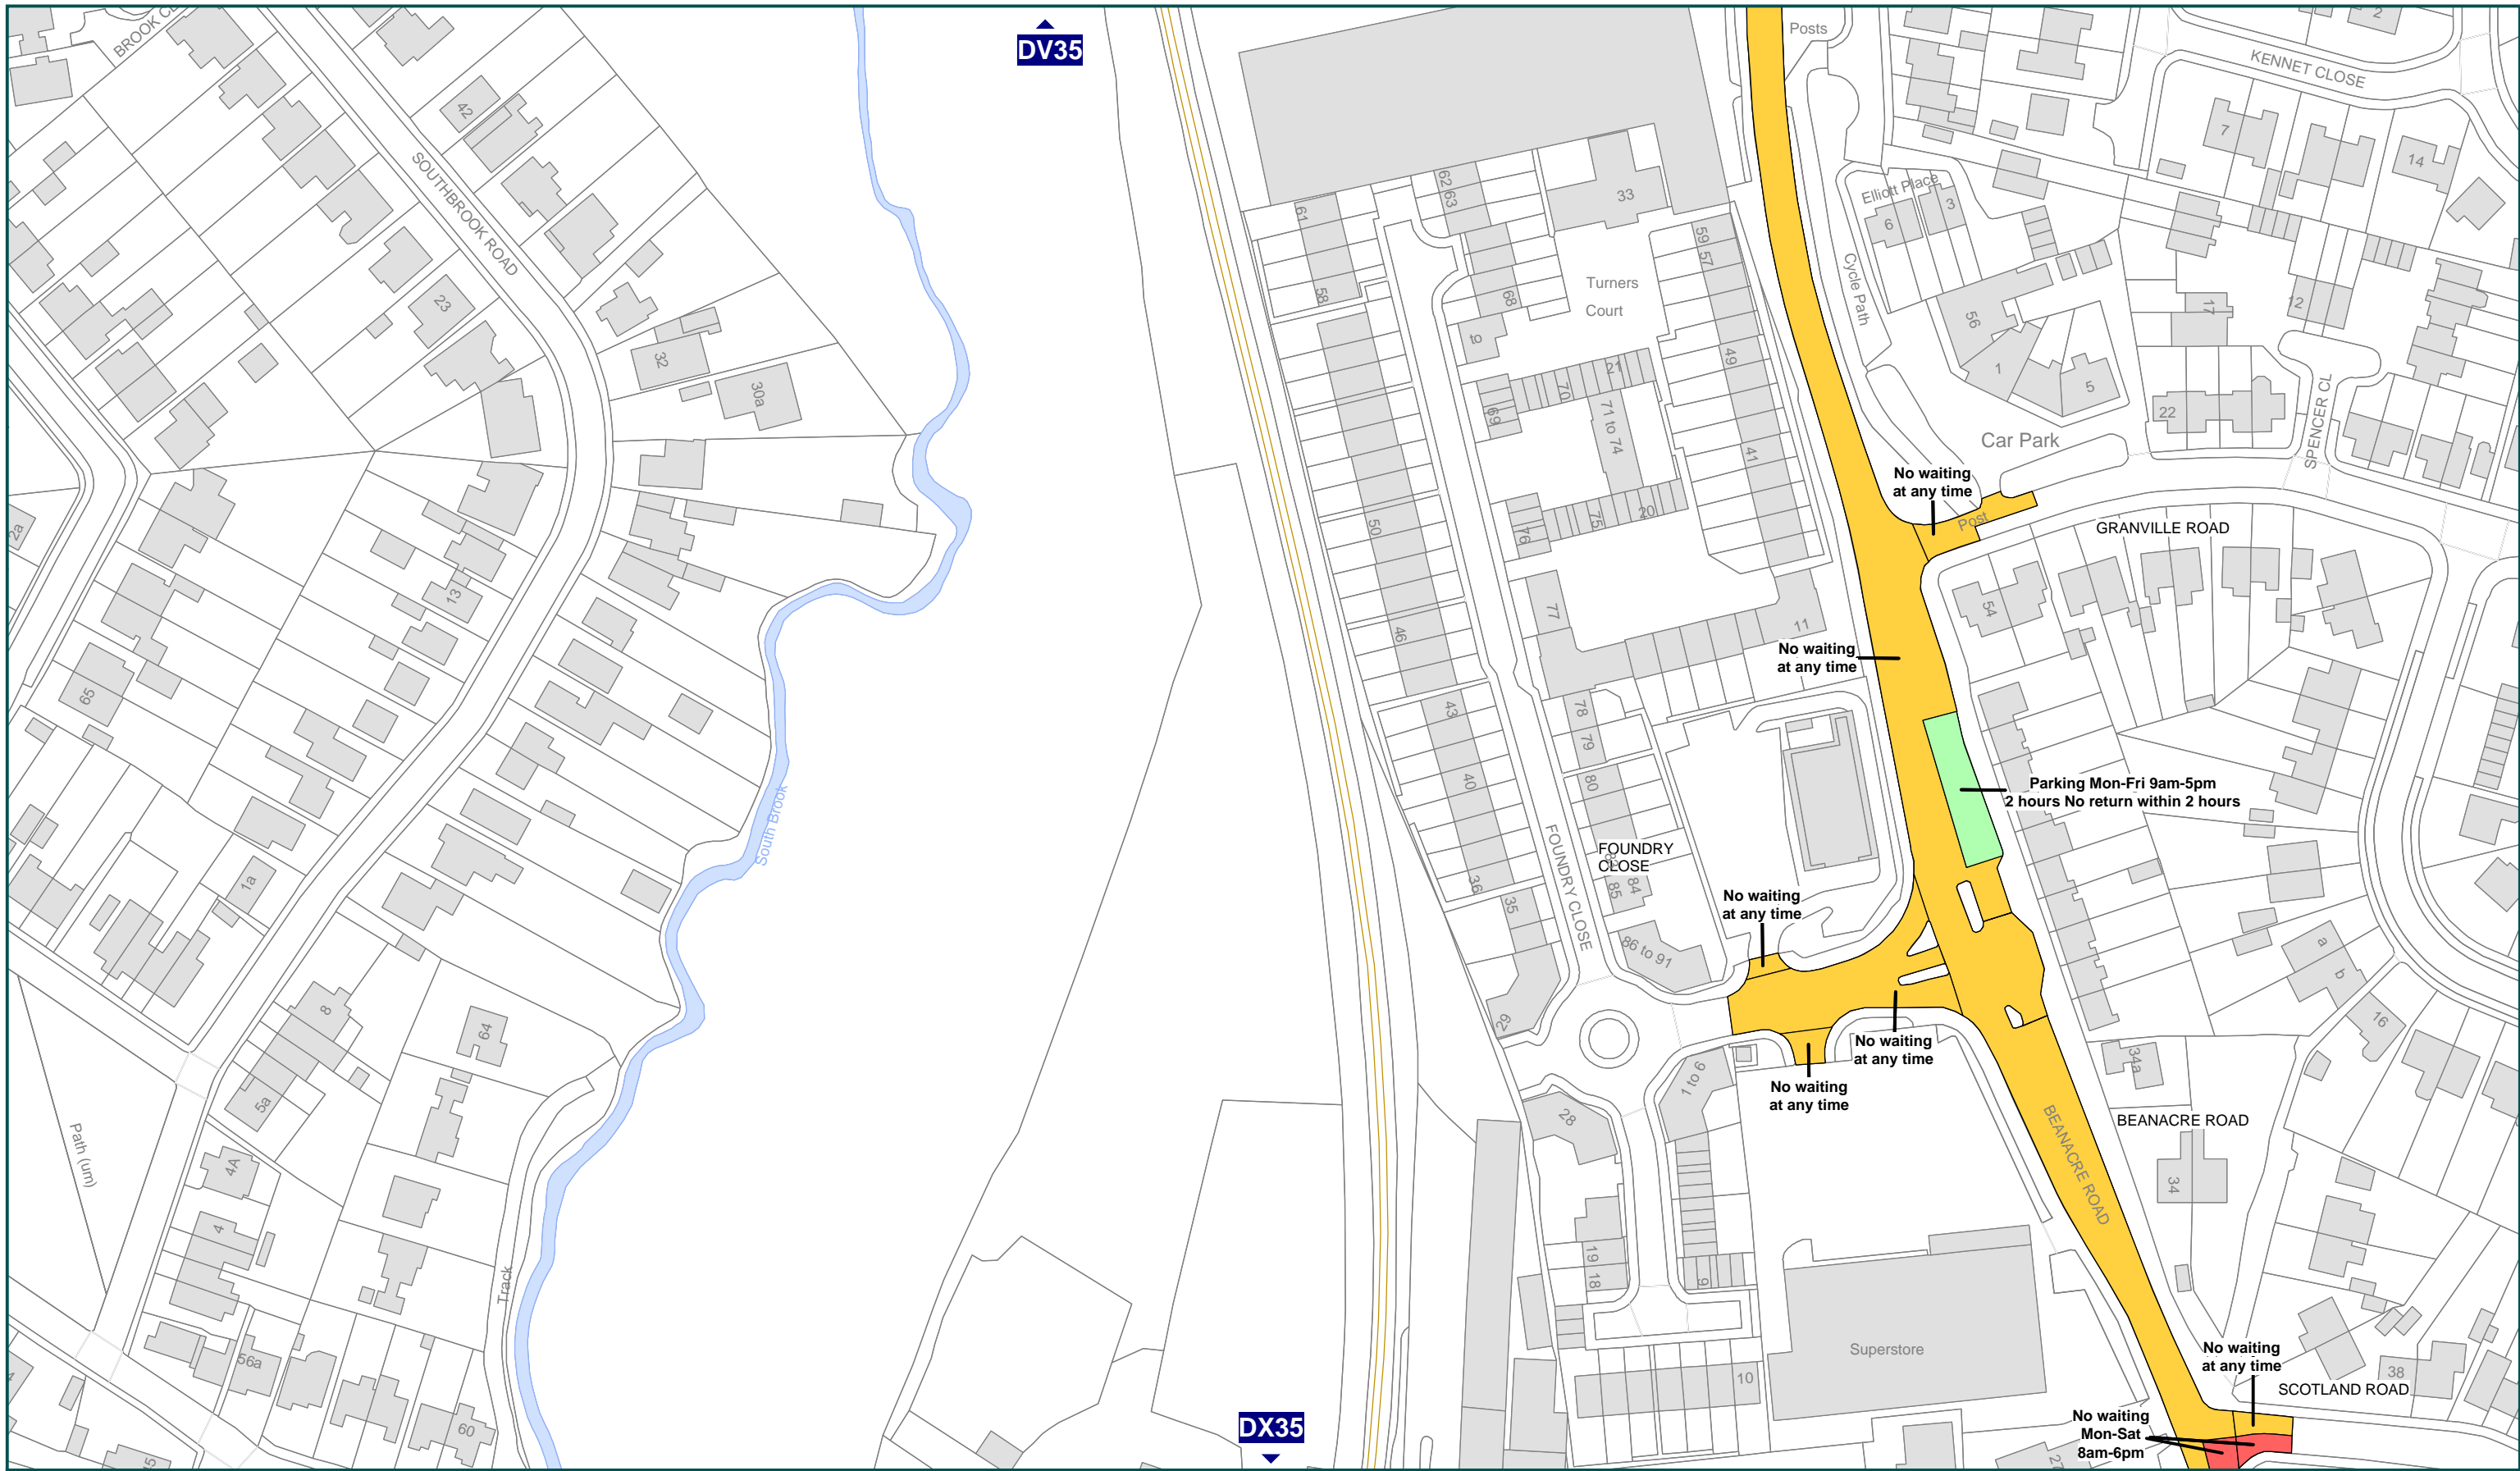 BROOK CL
DV35
Posts
2
KENNET CLOSE
42
SOUTHBROOK ROAD
7
14
62 63
33
61
Elliott Place
6
3
59 57
Cycle Path
Turners
Court
23
58
68
56
17
12
to
49
32
30a
21
70
1
5
69
71 to 74
22
SPENCER CL
Car Park
41
No waiting
at any time
2a
50
75
20
76
Post
GRANVILLE ROAD
13
54
77
11
46
No waiting
at any time
65
43
78
79
40
80
Parking Mon-Fri 9am-5pm
2 hours No return within 2 hours
South Brook
FOUNDRY CLOSE
FOUNDRY
CLOSE
36
85
84
1a
35
No waiting
at any time
86 to 91
a
b
8
64
29
16
No waiting
at any time
34a
1 to 6
No waiting
at any time
5a
28
BEANACRE ROAD
BEANACRE ROAD
Path (um)
4A
34
4
19
18
9
Track
Superstore
56a
10
No waiting
at any time
38
SCOTLAND ROAD
60
DX35
No waiting
Mon-Sat
8am-6pm
27
45